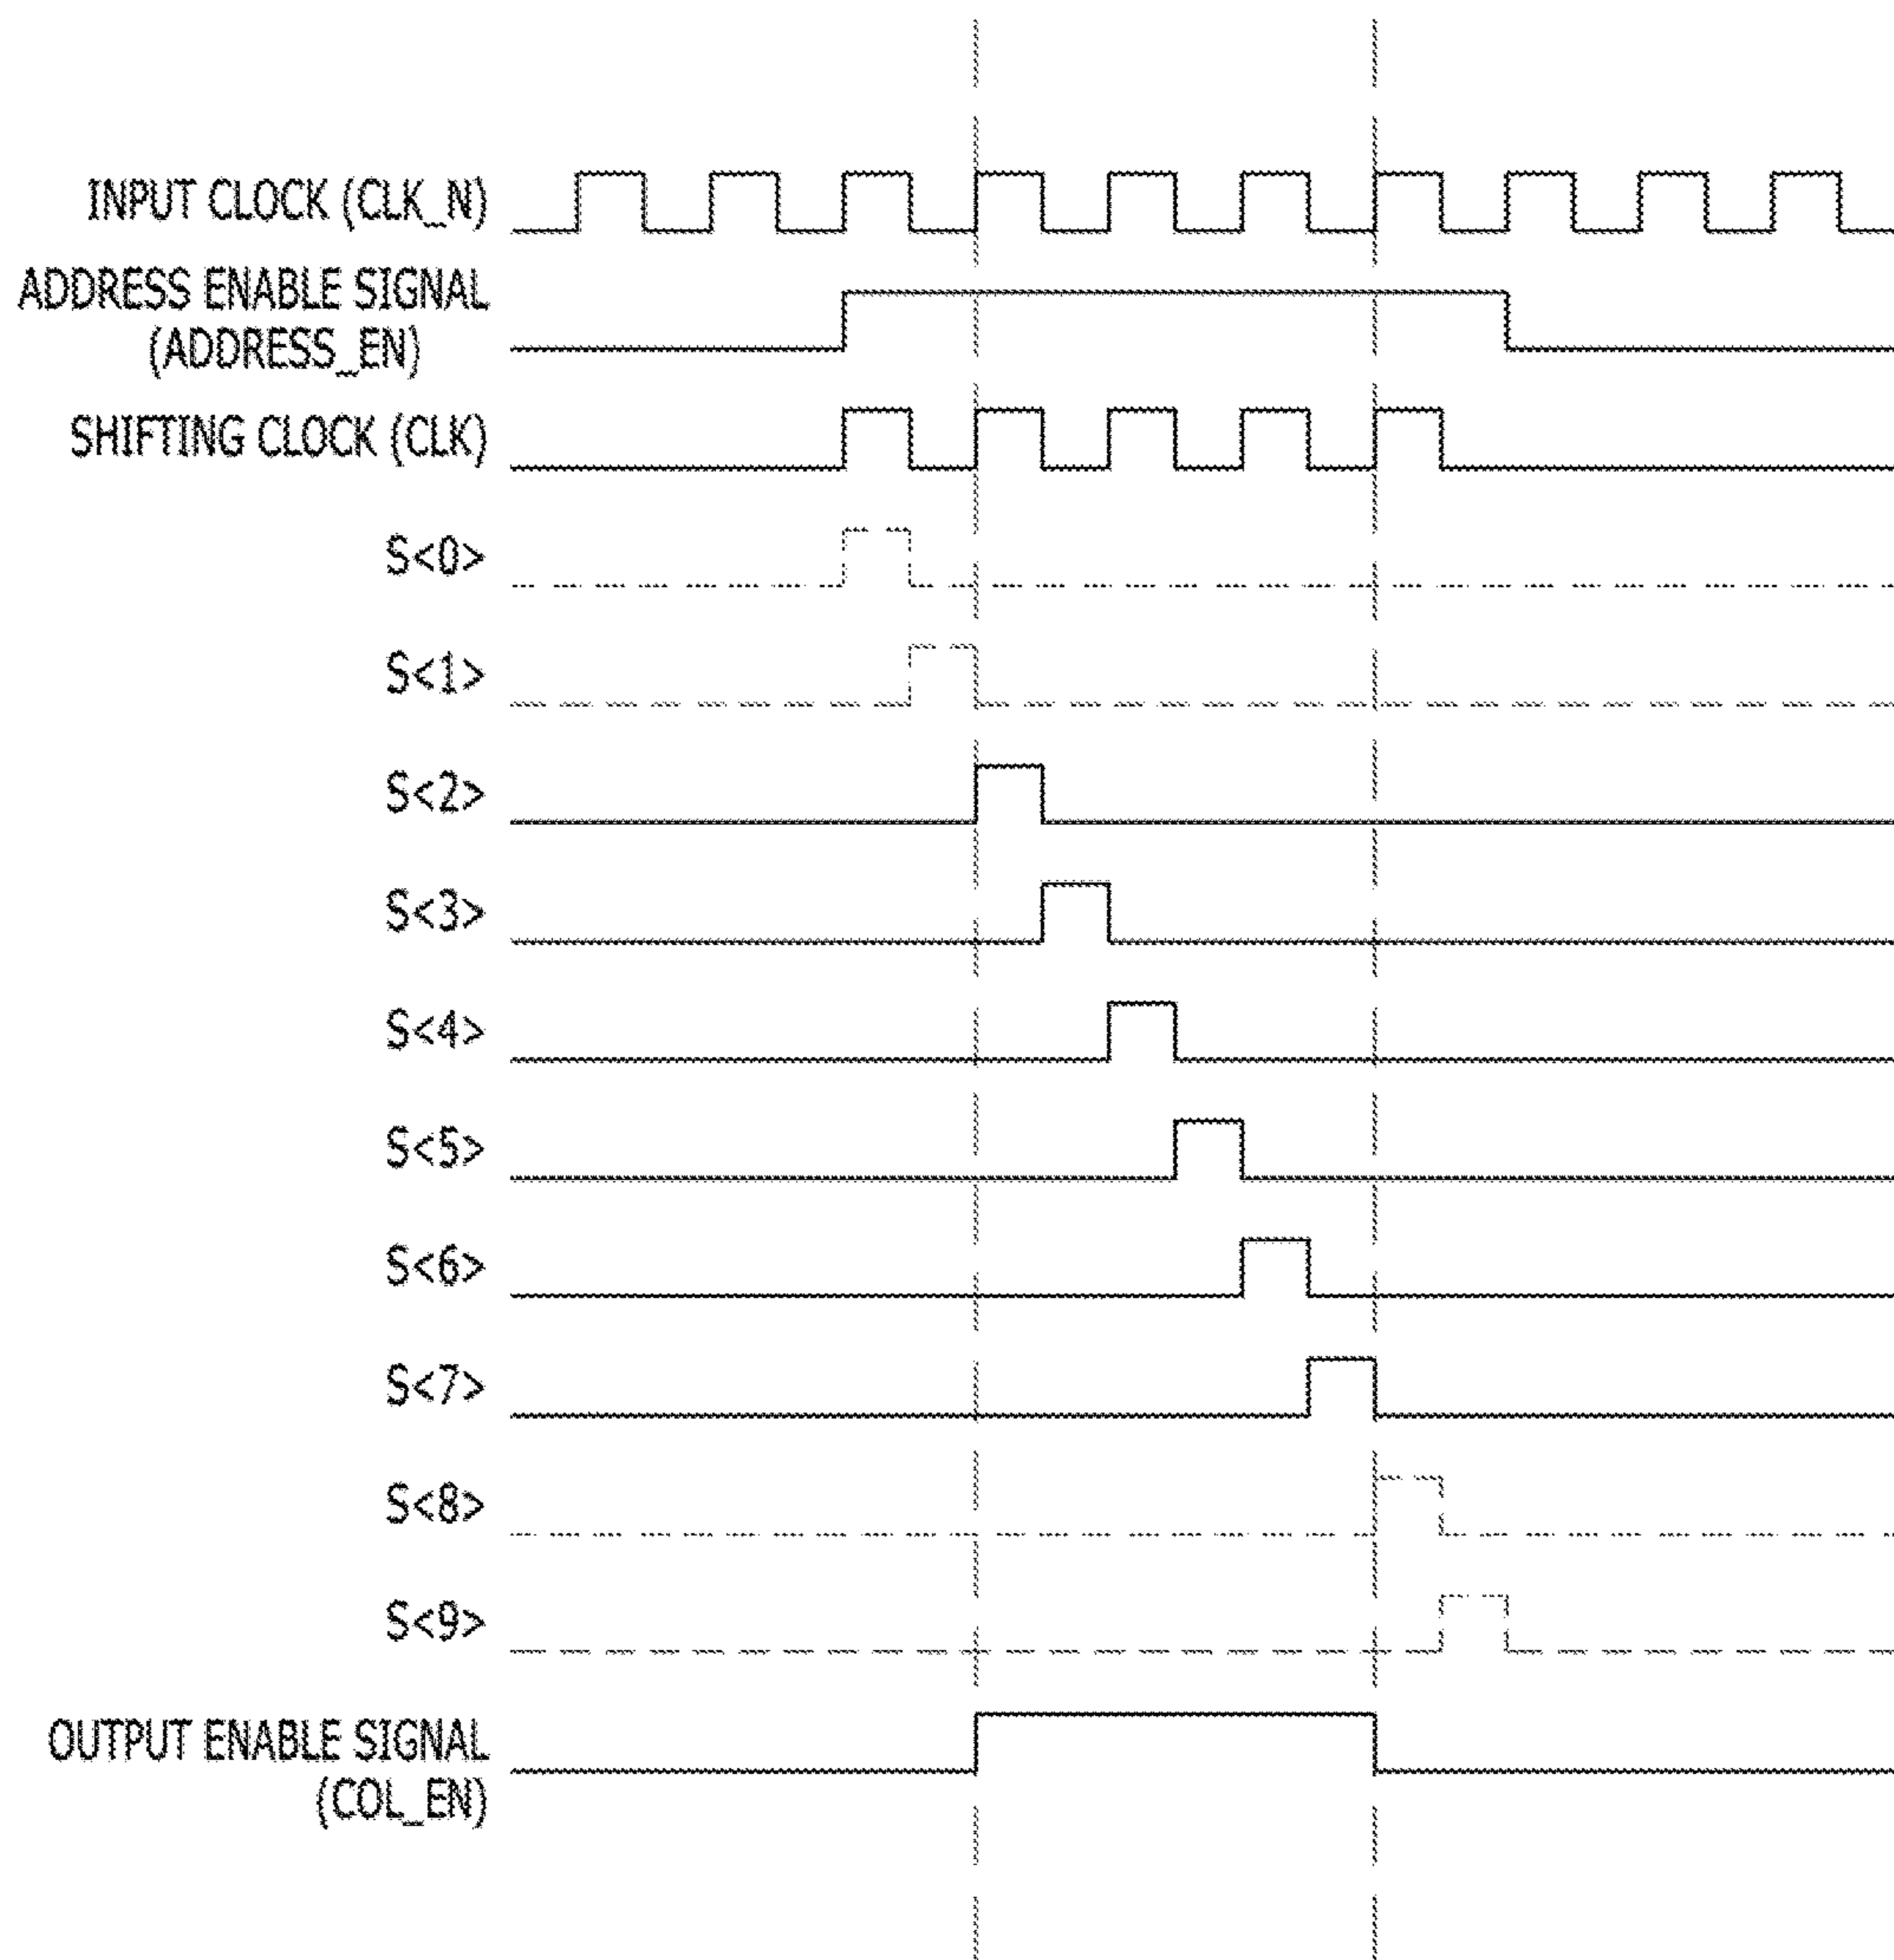 INPUT CLOCK (CLK_N)
ADDRESS ENABLE SIGNAL
(ADDRESS_EN)
SHIFTING CLOCK (CLK)
S<0>
S<1>
S<2>
S<3>
S<4>
S<5>
S<6>
S<7>
S<8>
S<9>
OUTPUT ENABLE SIGNAL
(COL_EN)